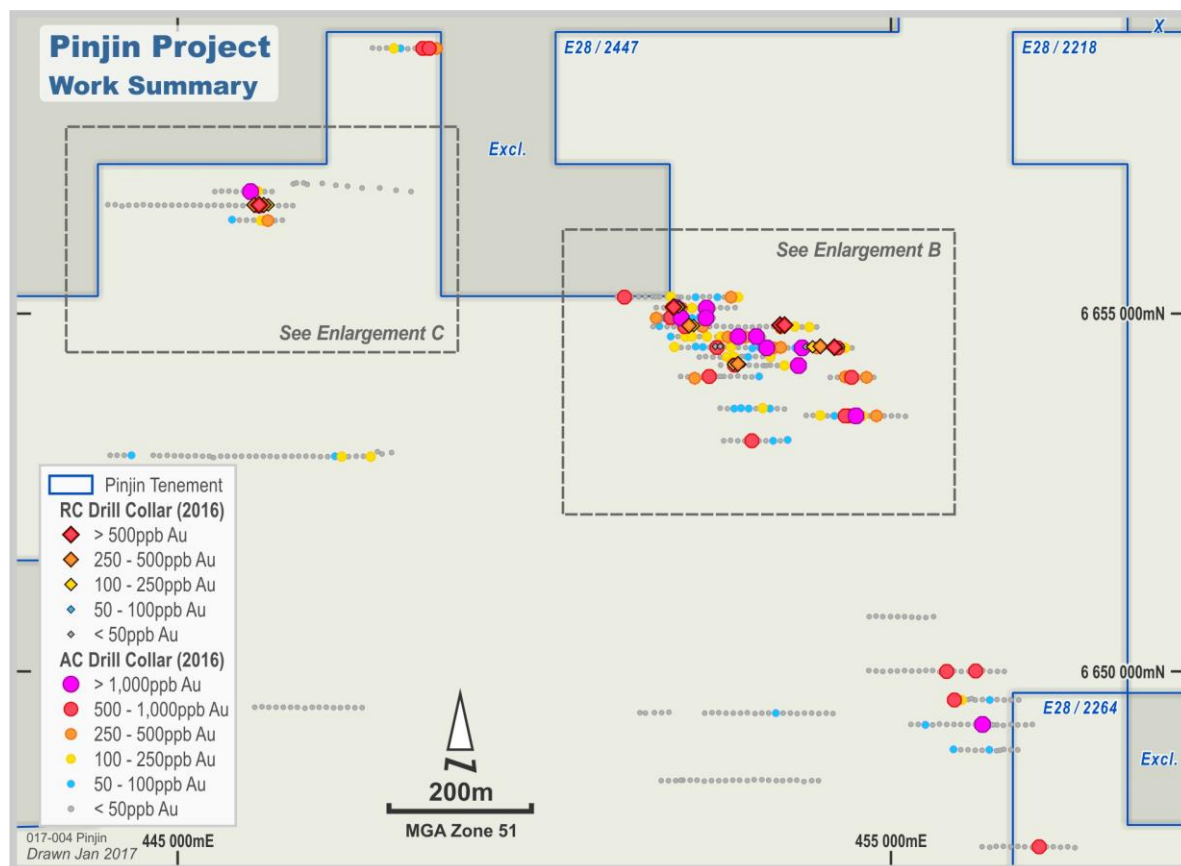 Pinjin Project
Work Summary
E28 / 2447
E28 / 2218
X
Excl.
See Enlargement B
See Enlargement C
6 655 000mN
Pinjin Tenement
RC Drill Collar (2016)
> 500ppb Au
250 - 500ppb Au
100 - 250ppb Au
50 - 100ppb Au
< 50ppb Au
AC Drill Collar (2016)
> 1,000ppb Au
500 - 1,000ppb Au
250 - 500ppb Au
100 - 250ppb Au
50 - 100ppb Au
< 50ppb Au
6 650 000mN
E28 / 2264
Excl.
N
200m
MGA Zone 51
017-004 Pinjin
Drawn Jan 2017
445 000mE
455 000mE